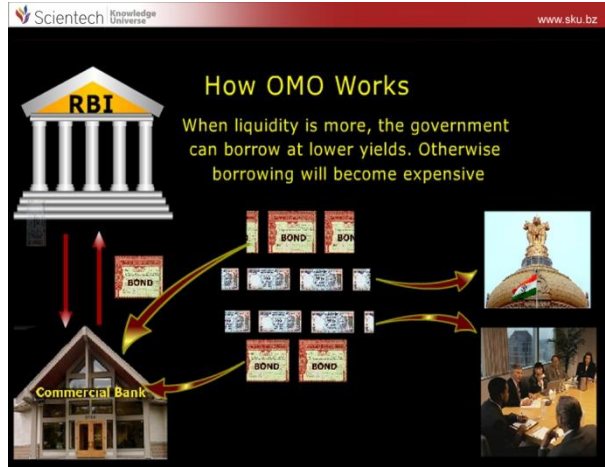 Scientech Knowledge Universe
www.sku.bz
RBI
How OMO Works
When liquidity is more, the government
can borrow at lower yields. Otherwise
borrowing will become expensive
BOND
BON
BOND
Commercial Bank
BOND
BOND